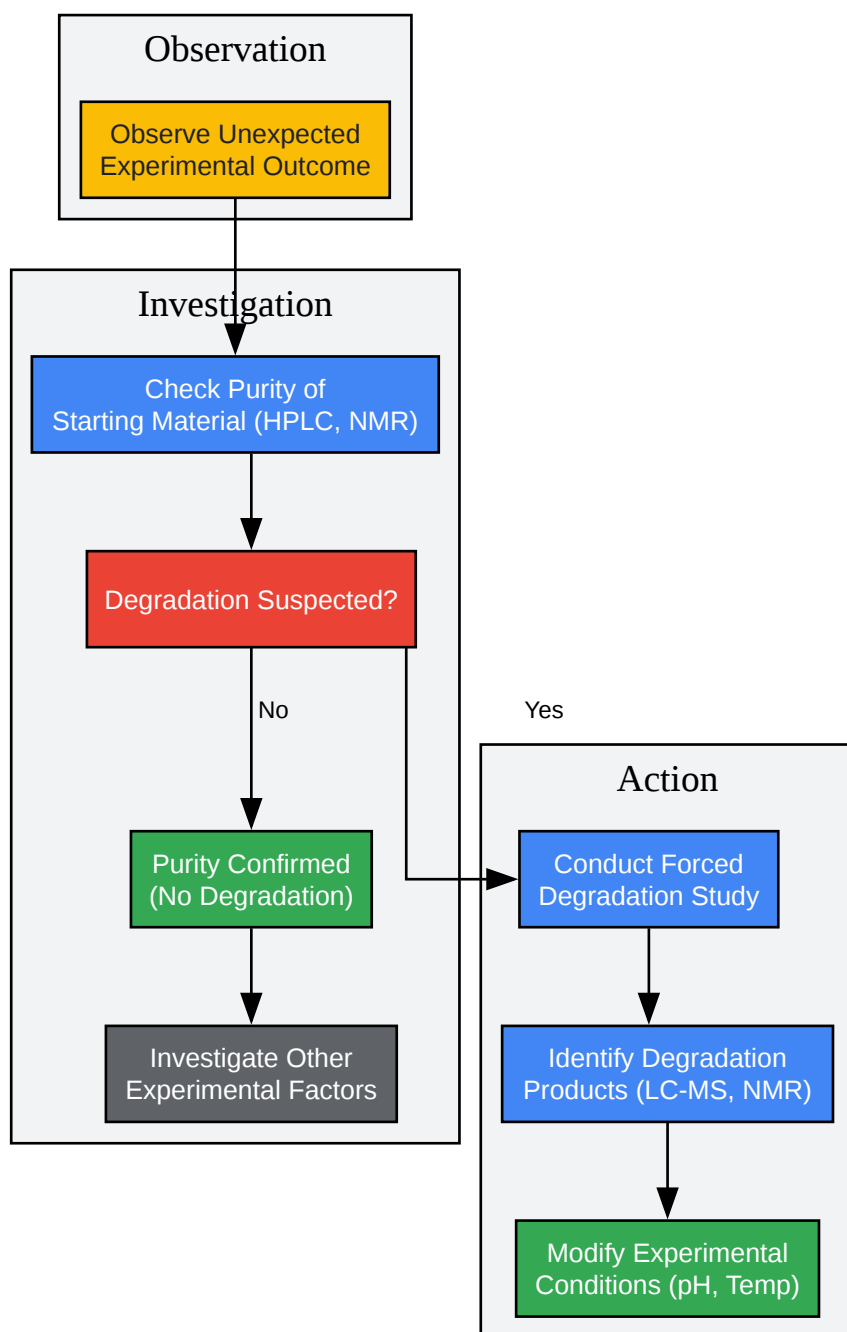 Observation
Observe Unexpected
Experimental Outcome
Investigation
Check Purity of
Starting Material (HPLC, NMR)
Degradation Suspected?
No
Yes
Action
Purity Confirmed
(No Degradation)
Conduct Forced
Degradation Study
Investigate Other
Experimental Factors
Identify Degradation
Products (LC-MS, NMR)
Modify Experimental
Conditions (pH, Temp)